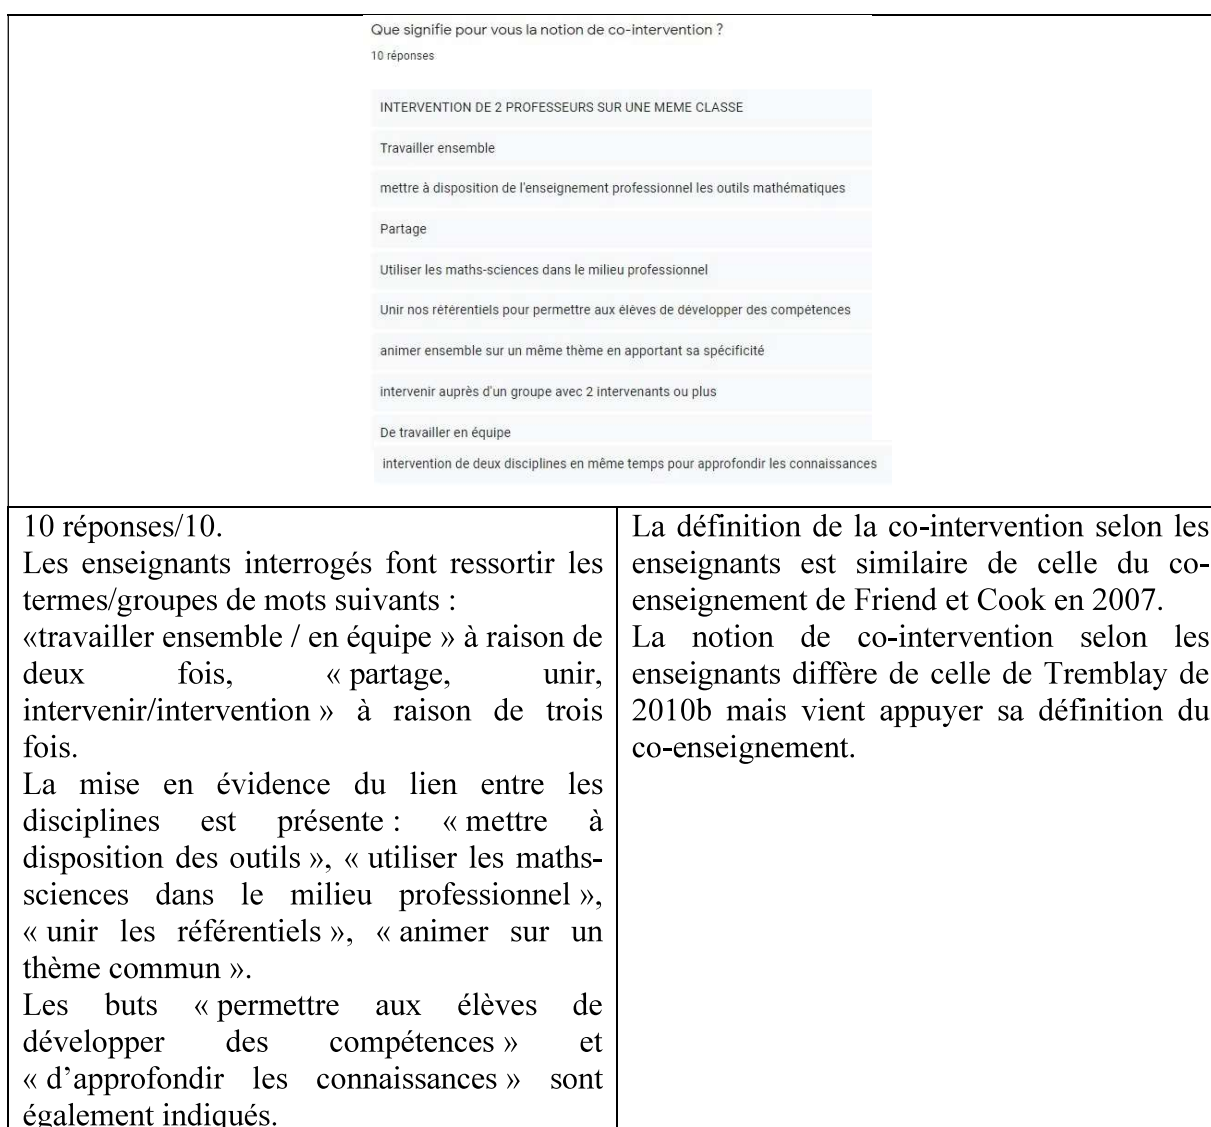 Que signifie pour vous la notion de co-intervention ?
10 réponses
INTERVENTION DE 2 PROFESSEURS SUR UNE MEME CLASSE
Travailler ensemble
mettre à disposition de l'enseignement professionnel les outils mathématiques
Partage
Utiliser les maths-sciences dans le milieu professionnel
Unir nos référentiels pour permettre aux élèves de développer des compétences
animer ensemble sur un même thème en apportant sa spécificité
intervenir auprès d'un groupe avec 2 intervenants ou plus
De travailler en équipe
intervention de deux disciplines en même temps pour approfondir les connaissances
10 réponses/10.
Les enseignants interrogés font ressortir les
termes/groupes de mots suivants :
«travailler ensemble / en équipe » à raison de
deux fois, « partage, unir,
intervenir/intervention » à raison de trois
fois.
La mise en évidence du lien entre les
disciplines est présente : « mettre à
disposition des outils », « utiliser les maths-
sciences dans le milieu professionnel »,
« unir les référentiels », « animer sur un
thème commun ».
Les buts « permettre aux élèves de
développer des compétences » et
« d'approfondir les connaissances » sont
également indiqués.
La définition de la co-intervention selon les
enseignants est similaire de celle du co-
enseignement de Friend et Cook en 2007.
La notion de co-intervention selon les
enseignants diffère de celle de Tremblay de
2010b mais vient appuyer sa définition du
co-enseignement.